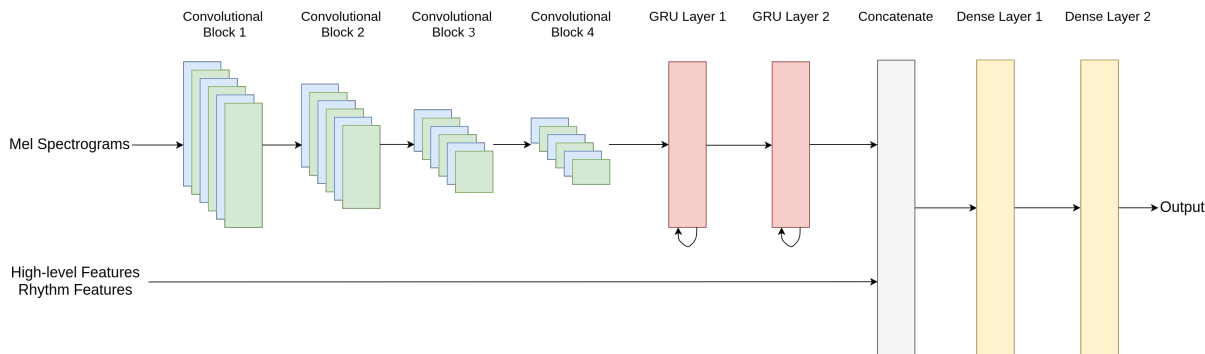 Convolutional
Block 1
Convolutional
Block 2
Convolutional
Block 3
Convolutional
Block 4
GRU Layer 1
GRU Layer 2
Concatenate
Dense Layer 1
Dense Layer 2
Mel Spectrograms
Output
High-level Features
Rhythm Features